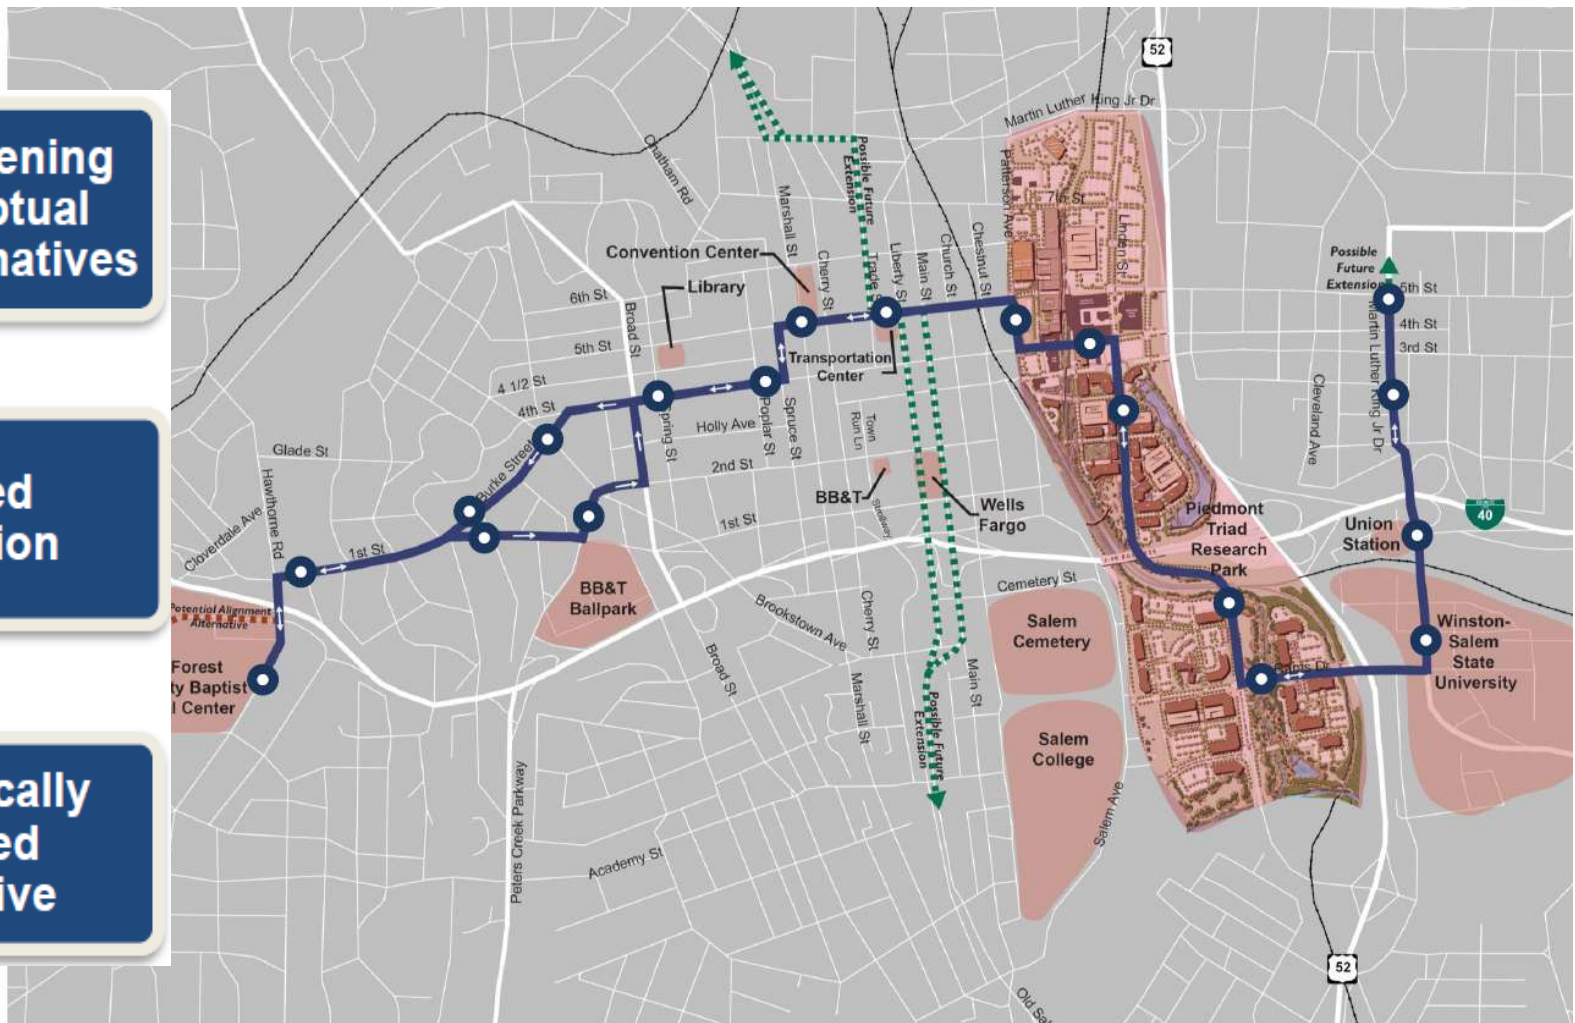 ening
ptual
natives
ed
ion
cally
ed
ive
52
Martin Luther King Jr Dr
Chatham Rd
Possible Future
Extension
Patterson Ave
7th St
Linden St
Marshall St
Convention Center
Cherry St
Trade St
Liberty St
Main St
Church St
Chestnut St
Library
6th St
Broad St
5th St
Transportation
Center
4 1/2 St
4th St
Spring St
Holly Ave
Poplar St
Spruce St
Town
Run Ln
2nd St
Glade St
Burke Street
Hawthorne Rd
Cloverdale Ave
1st St
1st St
BB&T
Strollway
Wells
Fargo
Possible
Future
Extension
5th St
4th St
3rd St
Martin Luther King Jr Dr
Cleveland Ave
40
Union
Station
Piedmont
Triad
Research
Park
Potential Alignment
Alternative
Forest
ty Baptist
l Center
BB&T
Ballpark
Brookstown Ave
Cherry St
Cemetery St
Salem
Cemetery
Winston-
Salem
State
University
Broad St
Marshall St
Main St
Possible Future
Extension
Salem
College
Salem Ave
Peters Creek Parkway
Academy St
52
Old Sal